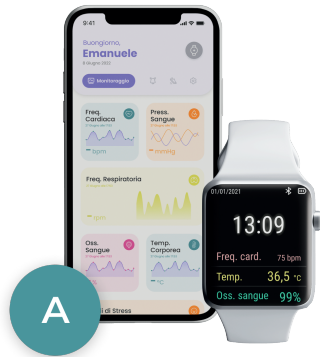 9:41
Buongiorno,
Emanuele
Monitoraggio
Freq.
Cardiaca
-- bpm
Press.
Sangue
-- mmHg
Freq. Respiratoria
-- bpm
Oss.
Sangue
-- %
Temp.
Corporea
-- °C
di Stress
01/01/2021
13:09
Freq. card. 75 bpm
Temp. 36,5 °C
Oss. sangue 99%
A